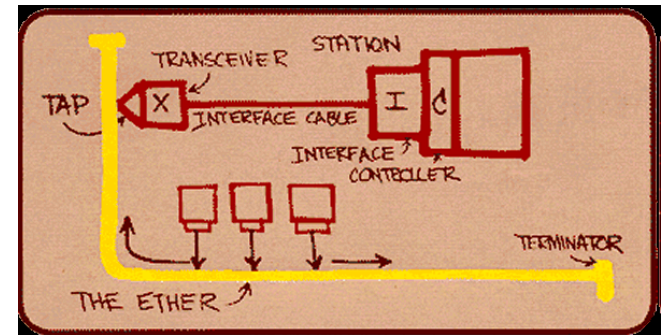 STATION
TRANSCEIVER
TAP
X
I
C
INTERFACE CABLE
INTERFACE
CONTROLLER
TERMINATOR
THE ETHER